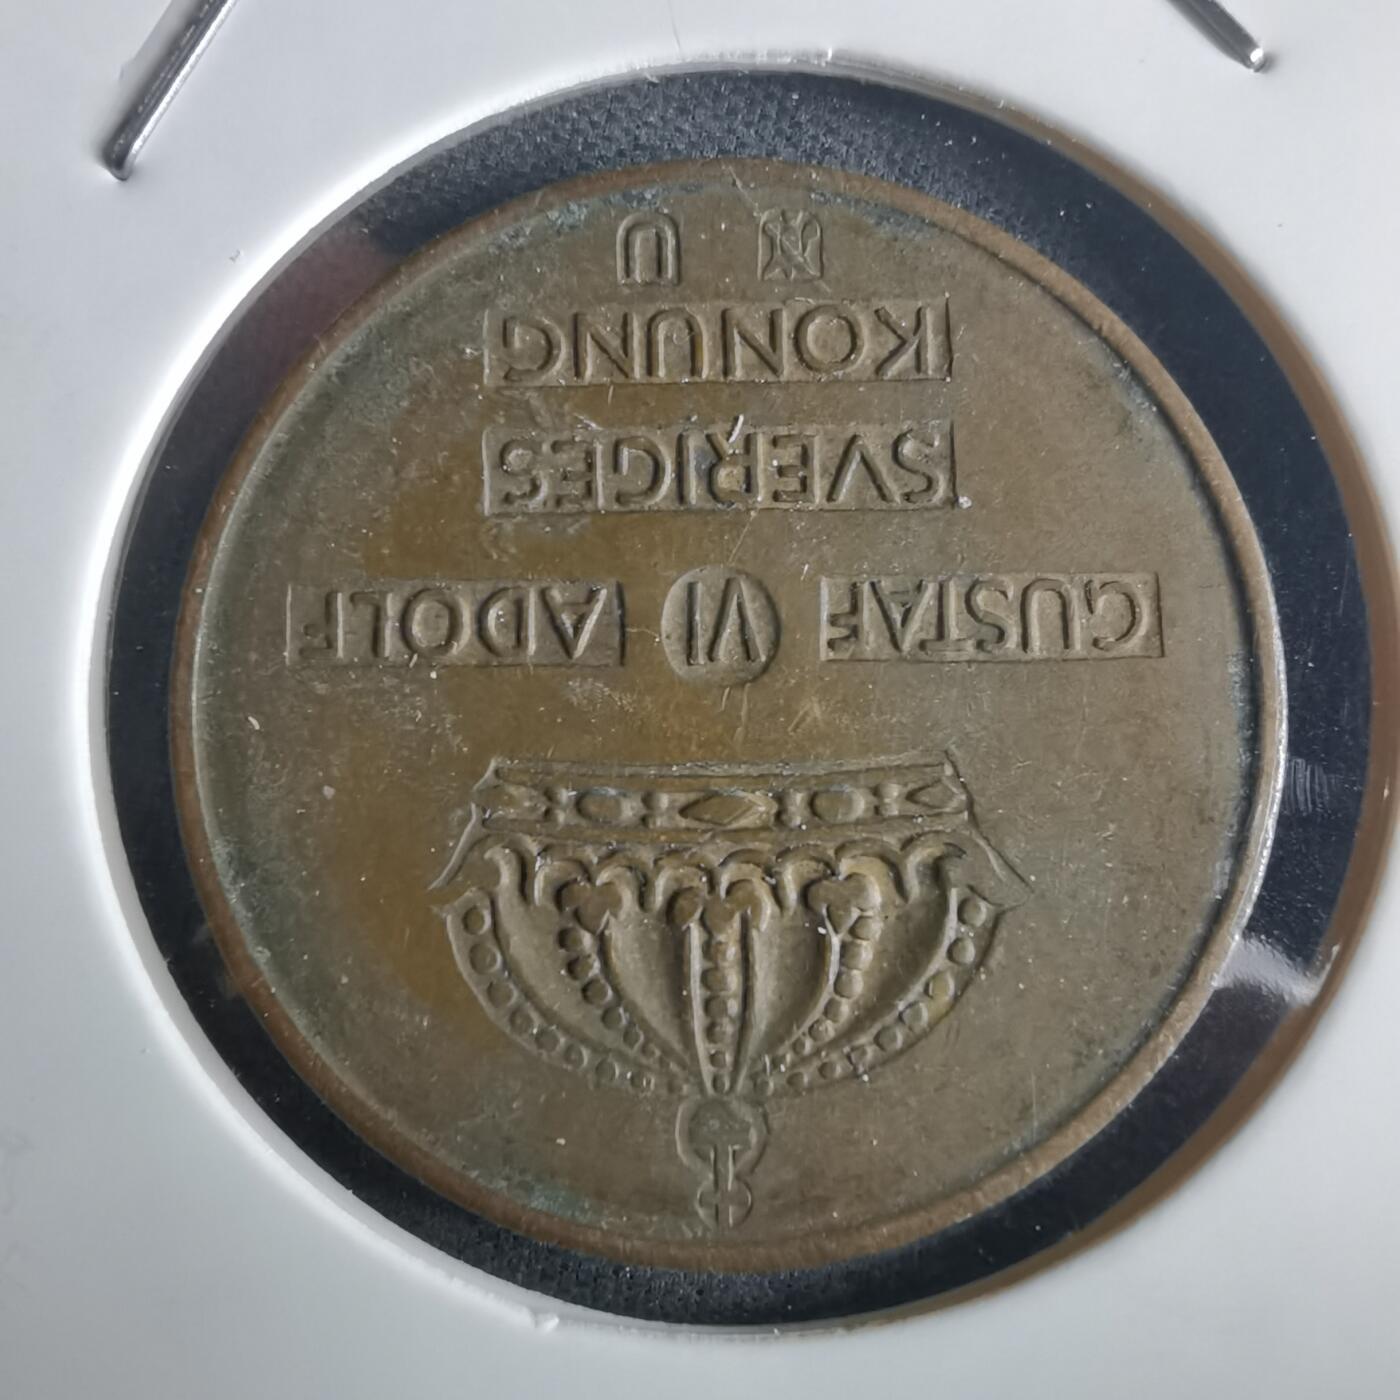 GUSTAF VI ADOLF
SVERIGES
KONUNG
U